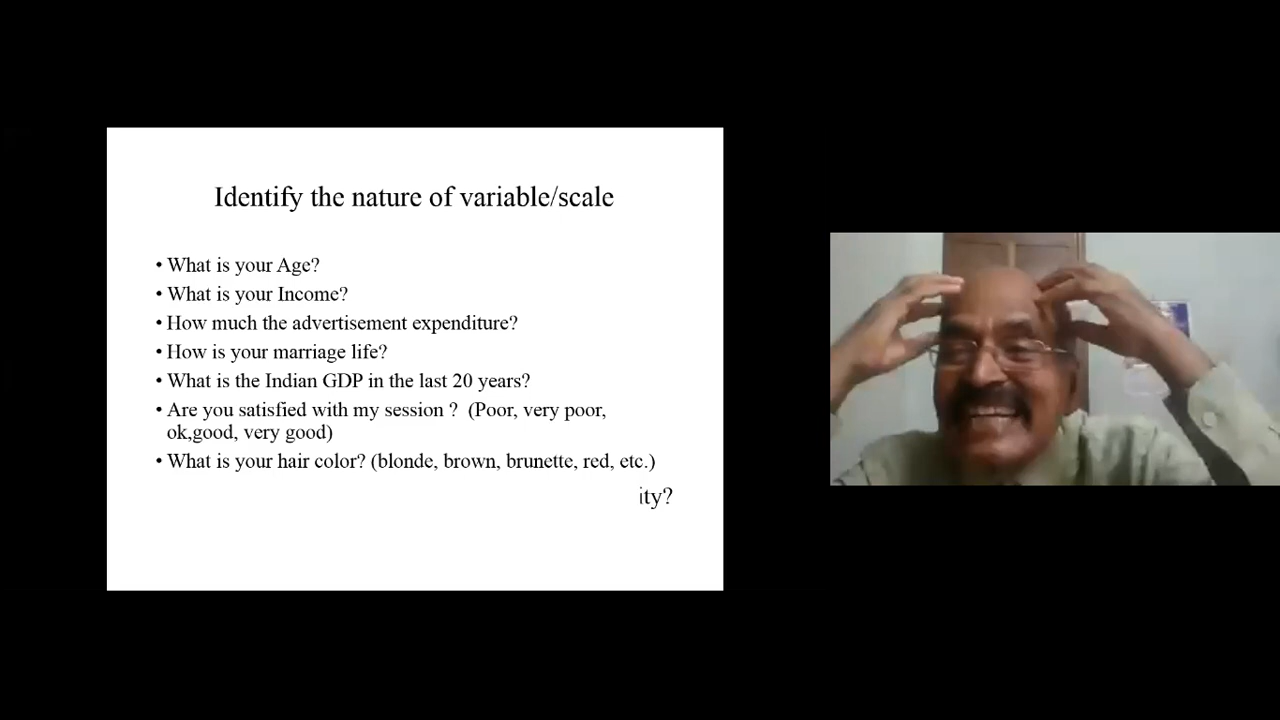 Identify the nature of variable/scale
• What is your Age?
• What is your Income?
• How much the advertisement expenditure?
• How is your marriage life?
• What is the Indian GDP in the last 20 years?
• Are you satisfied with my session ? (Poor, very poor,
ok,good, very good)
• What is your hair color? (blonde, brown, brunette, red, etc.)
ity?